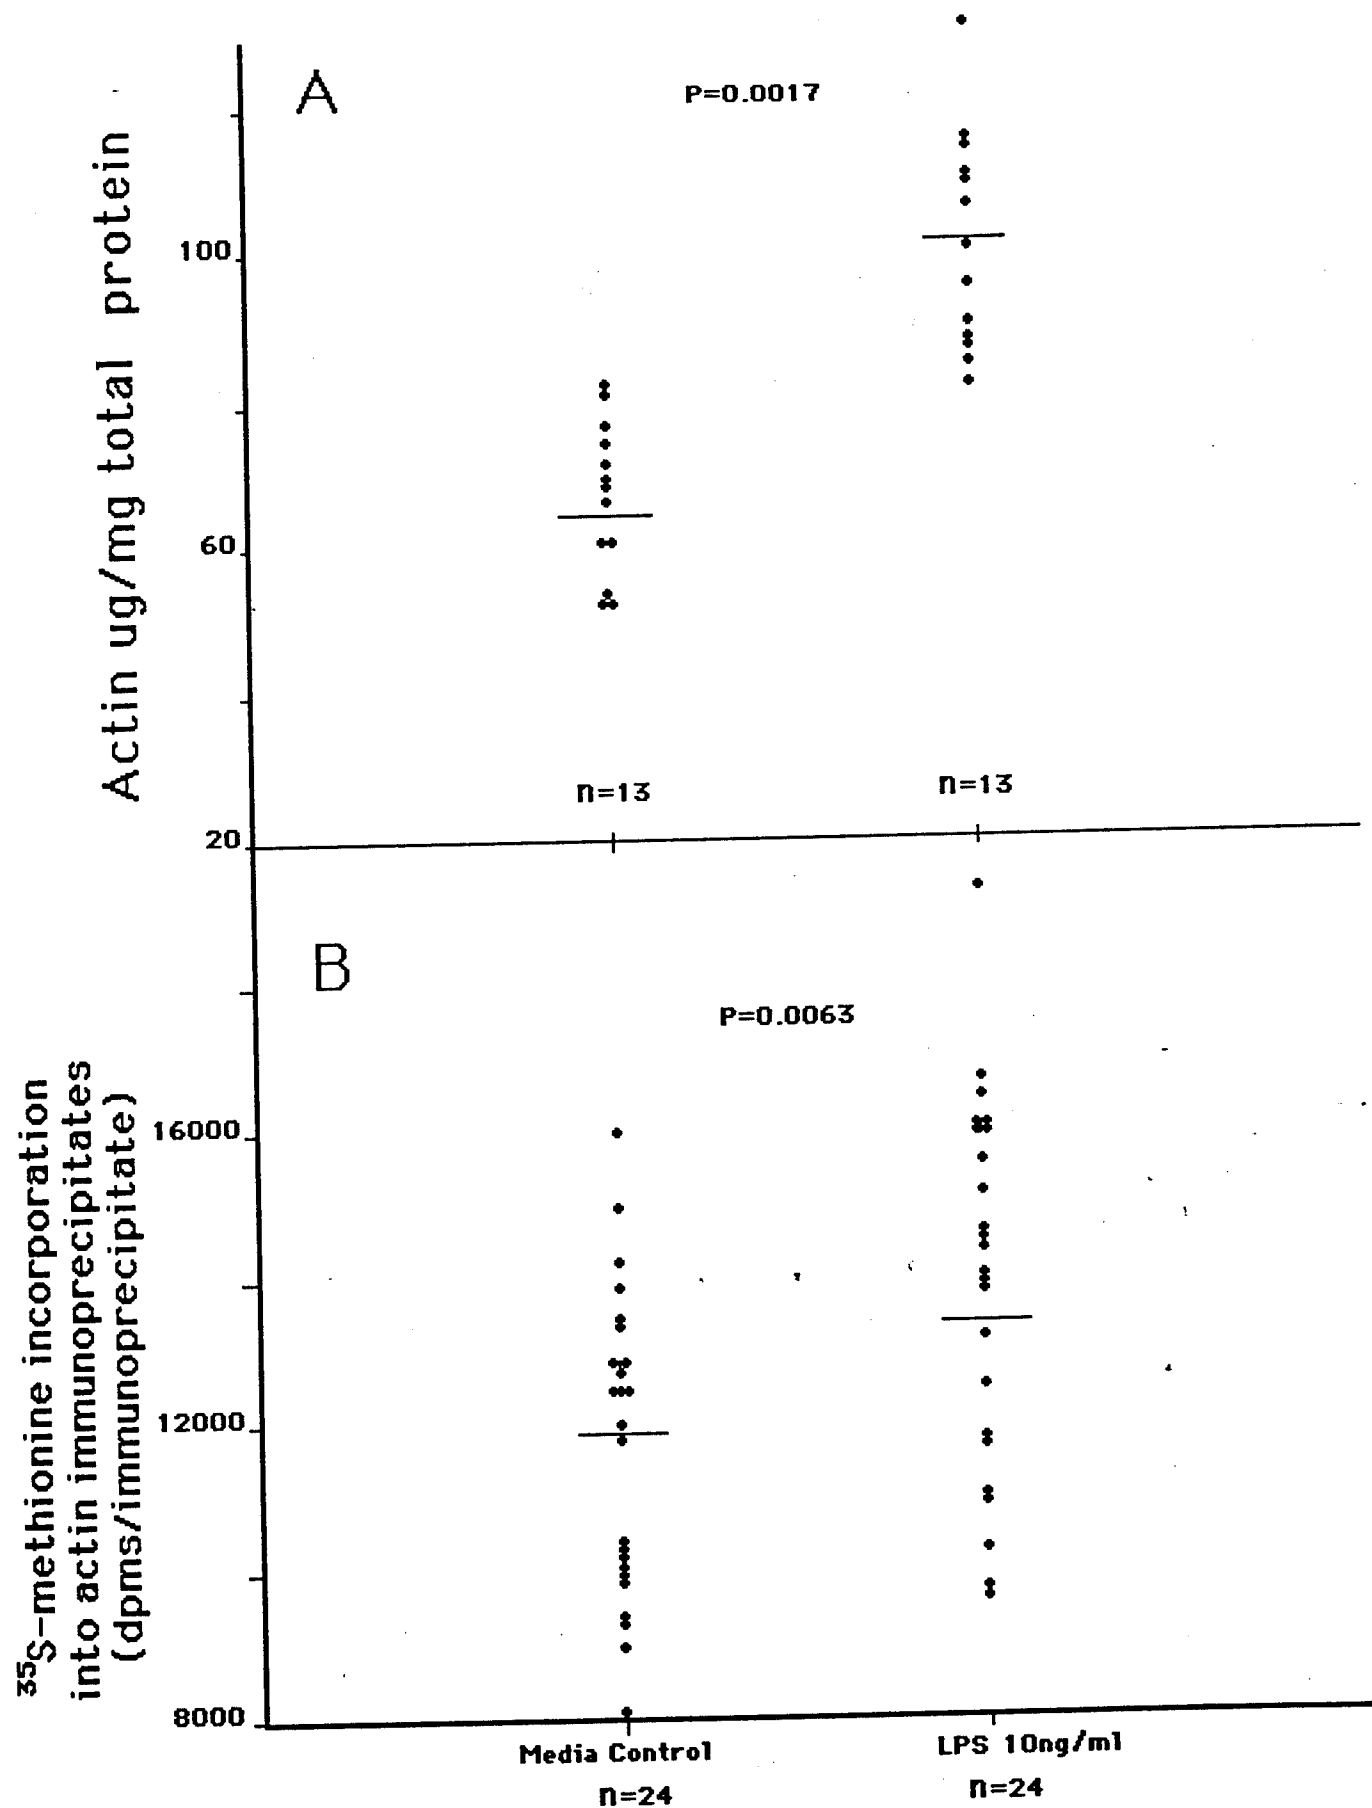 A
P=0.0017
Actin ug/mg total protein
100
60
20
n=13
n=13
B
P=0.0063
³⁵S-methionine incorporation
into actin immunoprecipitates
(dpms/immunoprecipitate)
16000
12000
8000
Media Control
LPS 10ng/ml
n=24
n=24